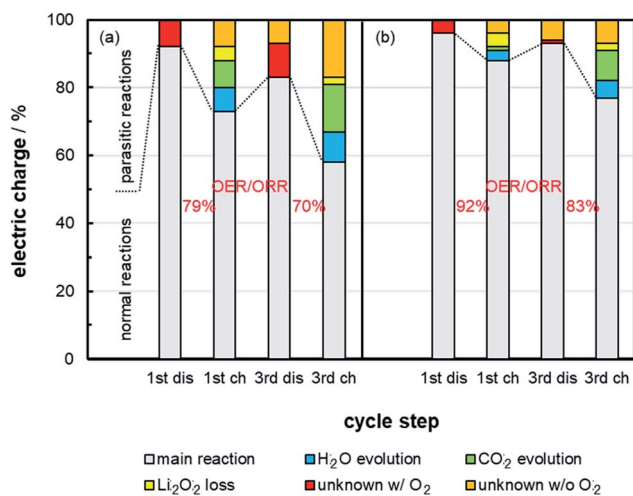 (a)
(b)
100
80
60
40
20
0
electric charge / %
parasitic reactions
normal reactions
OER/ORR
79%
70%
OER/ORR
92%
83%
1st dis 1st ch 3rd dis 3rd ch 1st dis 1st ch 3rd dis 3rd ch
cycle step
main reaction H₂O evolution CO₂ evolution
Li₂O₂ loss unknown w/ O₂ unknown w/o O₂